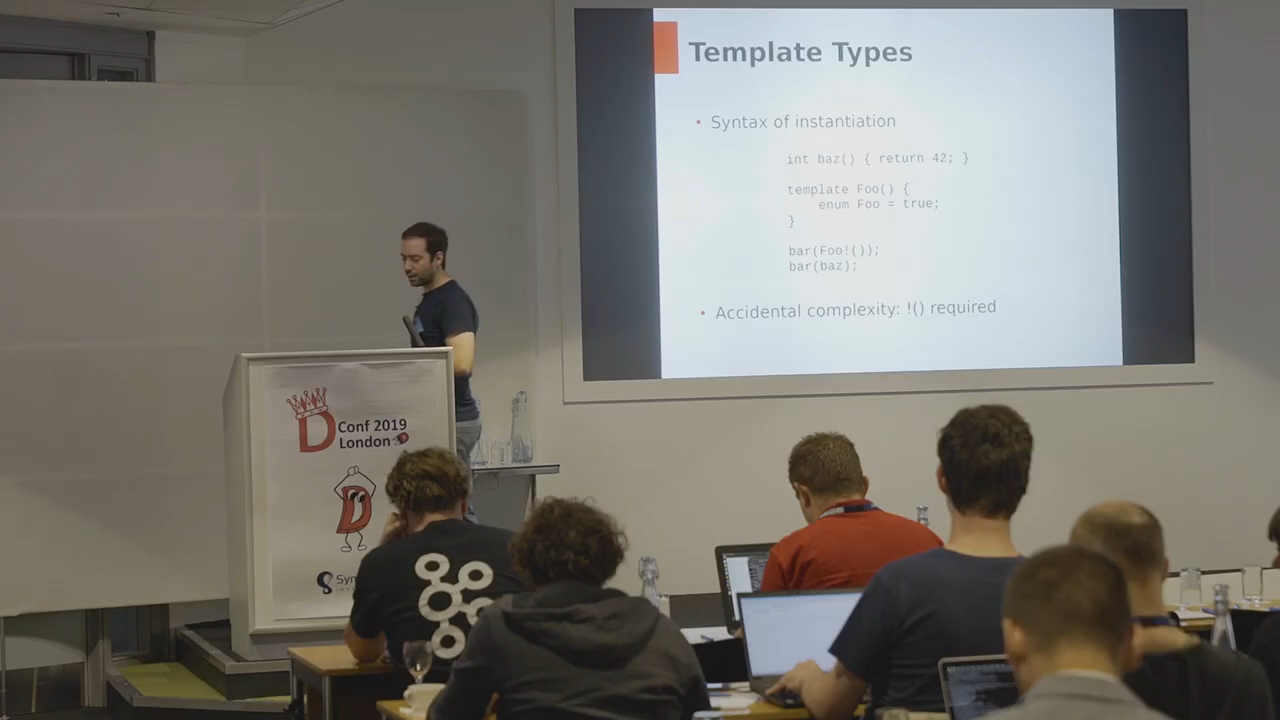 Template Types
• Syntax of instantiation
int baz() { return 42; }
template Foo() {
enum Foo = true;
}
bar(Foo!());
bar(baz);
• Accidental complexity: !() required
D Conf 2019
London
D